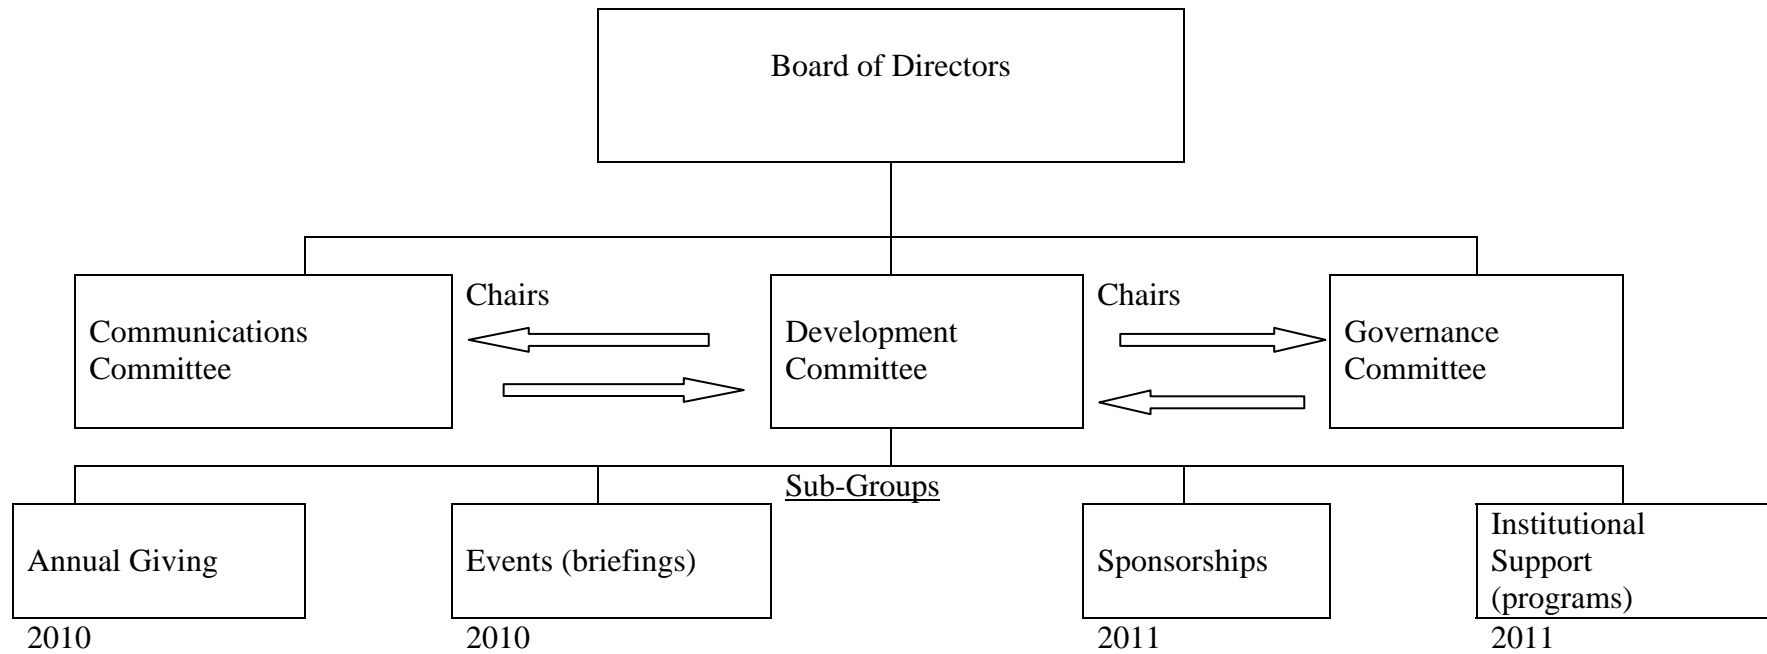 Board of Directors
Chairs
Chairs
Communications
Committee
Development
Committee
Governance
Committee
Sub-Groups
Annual Giving
Events (briefings)
Sponsorships
Institutional
Support
(programs)
2010
2010
2011
2011